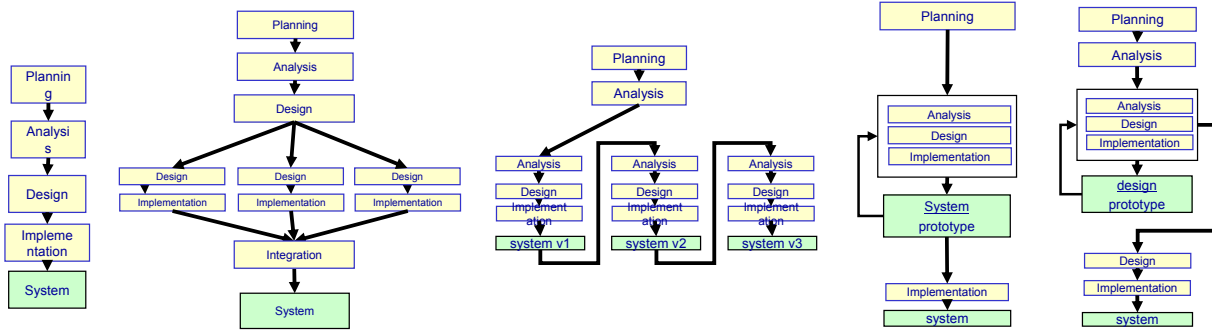 Plannin
g
Analysi
s
Design
Impleme
ntation
System
Planning
Analysis
Design
Design
Design
Design
Implementation
Implementation
Implementation
Integration
System
Planning
Analysis
Analysis
Design
Implement
ation
system v1
Analysis
Design
Implement
ation
system v2
Analysis
Design
Implement
ation
system v3
Planning
Analysis
Design
Implementation
System
prototype
Implementation
system
Planning
Analysis
Analysis
Design
Implementation
design
prototype
Design
Implementation
system